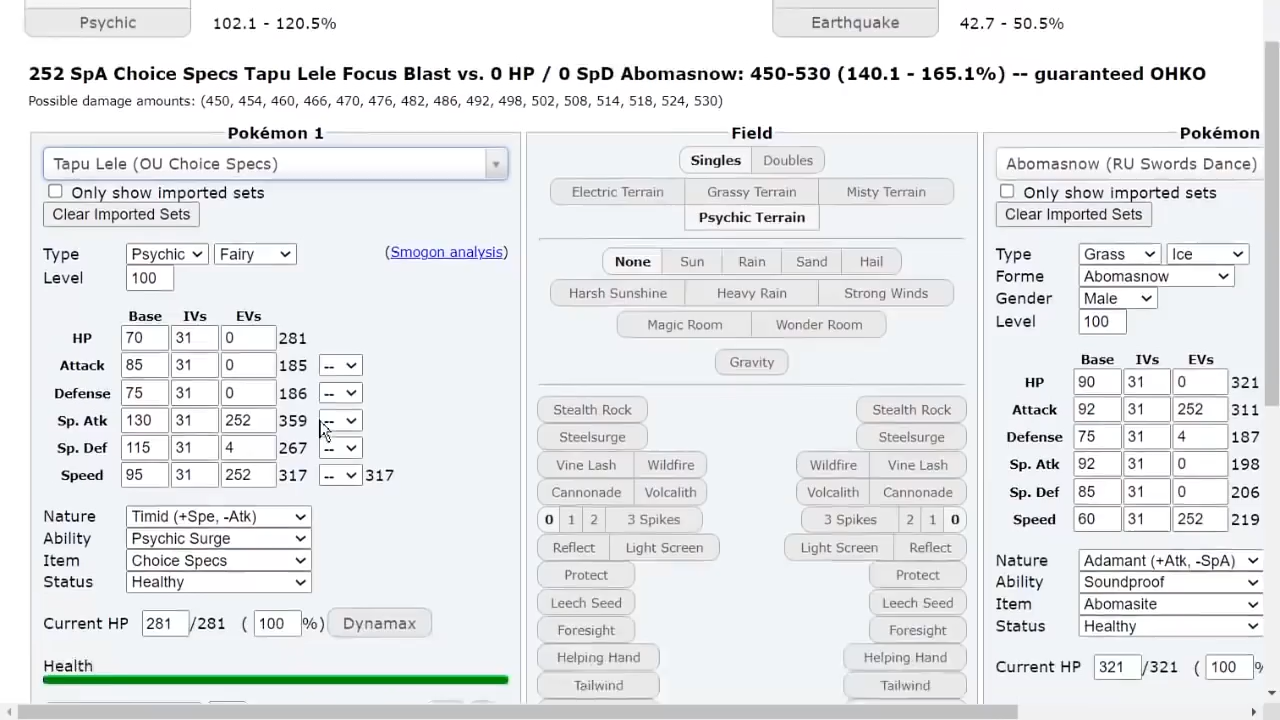 Psychic 102.1 - 120.5% Earthquake 42.7 - 50.5%
252 SpA Choice Specs Tapu Lele Focus Blast vs. 0 HP / 0 SpD Abomasnow: 450-530 (140.1 - 165.1%) -- guaranteed OHKO
Possible damage amounts: (450, 454, 460, 466, 470, 476, 482, 486, 492, 498, 502, 508, 514, 518, 524, 530)
Pokémon 1
Tapu Lele (OU Choice Specs)
Only show imported sets
Clear Imported Sets
Type Psychic Fairy (Smogon analysis)
Level 100
Base IVs EVs
HP 70 31 0 281
Attack 85 31 0 185 --
Defense 75 31 0 186 --
Sp. Atk 130 31 252 359 --
Sp. Def 115 31 4 267 --
Speed 95 31 252 317 -- 317
Nature Timid (+Spe, -Atk)
Ability Psychic Surge
Item Choice Specs
Status Healthy
Current HP 281 /281 ( 100 %) Dynamax
Health
Field
Singles Doubles
Electric Terrain Grassy Terrain Misty Terrain
Psychic Terrain
None Sun Rain Sand Hail
Harsh Sunshine Heavy Rain Strong Winds
Magic Room Wonder Room
Gravity
Stealth Rock Stealth Rock
Steelsurge Steelsurge
Vine Lash Wildfire Wildfire Vine Lash
Cannonade Volcalith Volcalith Cannonade
0 1 2 3 Spikes 3 Spikes 2 1 0
Reflect Light Screen Light Screen Reflect
Protect Protect
Leech Seed Leech Seed
Foresight Foresight
Helping Hand Helping Hand
Tailwind Tailwind
Pokémon
Abomasnow (RU Swords Dance)
Only show imported sets
Clear Imported Sets
Type Grass Ice
Forme Abomasnow
Gender Male
Level 100
Base IVs EVs
HP 90 31 0 321
Attack 92 31 252 311
Defense 75 31 4 187
Sp. Atk 92 31 0 198
Sp. Def 85 31 0 206
Speed 60 31 252 219
Nature Adamant (+Atk, -SpA)
Ability Soundproof
Item Abomasite
Status Healthy
Current HP 321 /321 ( 100 %